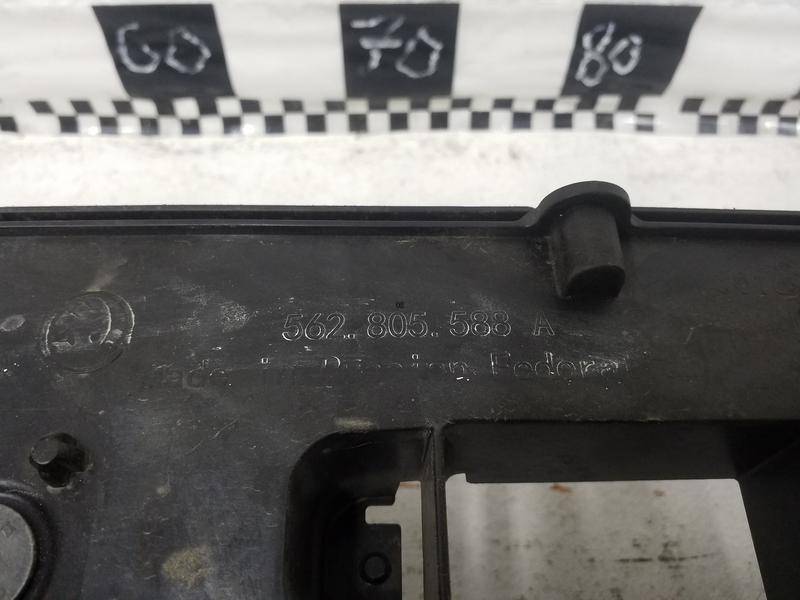 60 70 80
562.805.588 A
Made in Russian Federation